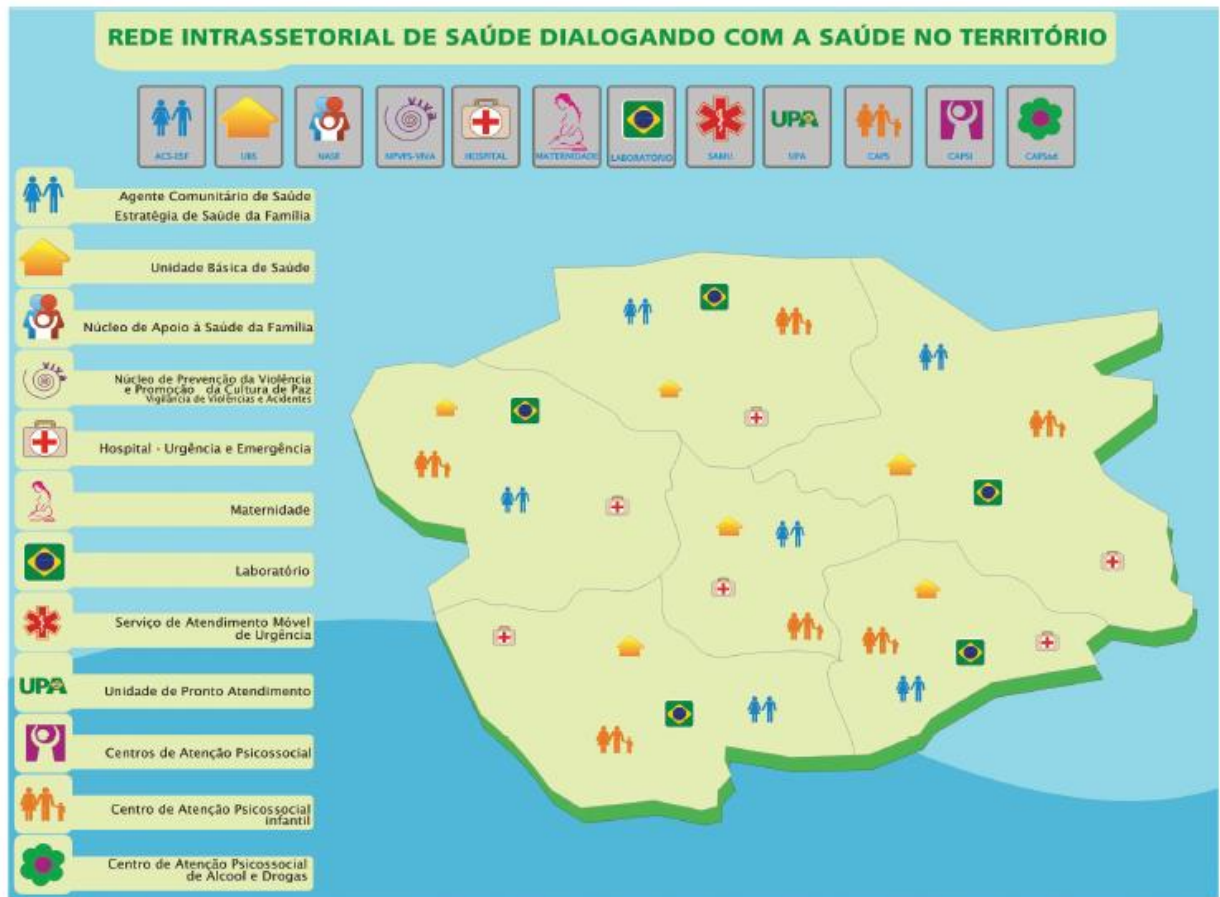 REDE INTRASSETORIAL DE SAÚDE DIALOGANDO COM A SAÚDE NO TERRITÓRIO
VIVA
UPA
ACS-ESF
UBS
NASF
NPVPS-VIVA
HOSPITAL
MATERNIDADE
LABORATÓRIO
SAMU
UPA
CAPS
CAPSI
CAPSad
Agente Comunitário de Saúde
Estratégia de Saúde da Família
Unidade Básica de Saúde
Núcleo de Apoio à Saúde da Família
VIVA
Núcleo de Prevenção da Violência
e Promoção da Cultura de Paz
Vigilância de Violências e Acidentes
Hospital - Urgência e Emergência
Maternidade
Laboratório
Serviço de Atendimento Móvel
de Urgência
UPA
Unidade de Pronto Atendimento
Centros de Atenção Psicossocial
Centro de Atenção Psicossocial
infantil
Centro de Atenção Psicossocial
de Alcool e Drogas